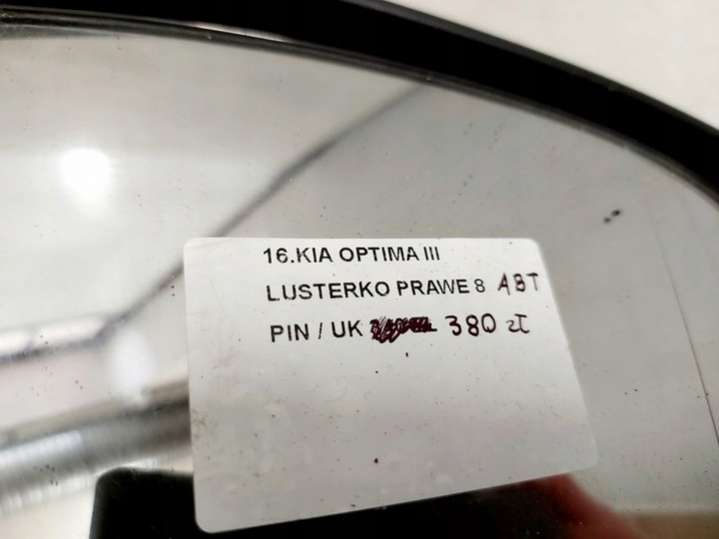 16.KIA OPTIMA III
LUSTERKO PRAWE 8 ABT
PIN / UK 380 zł